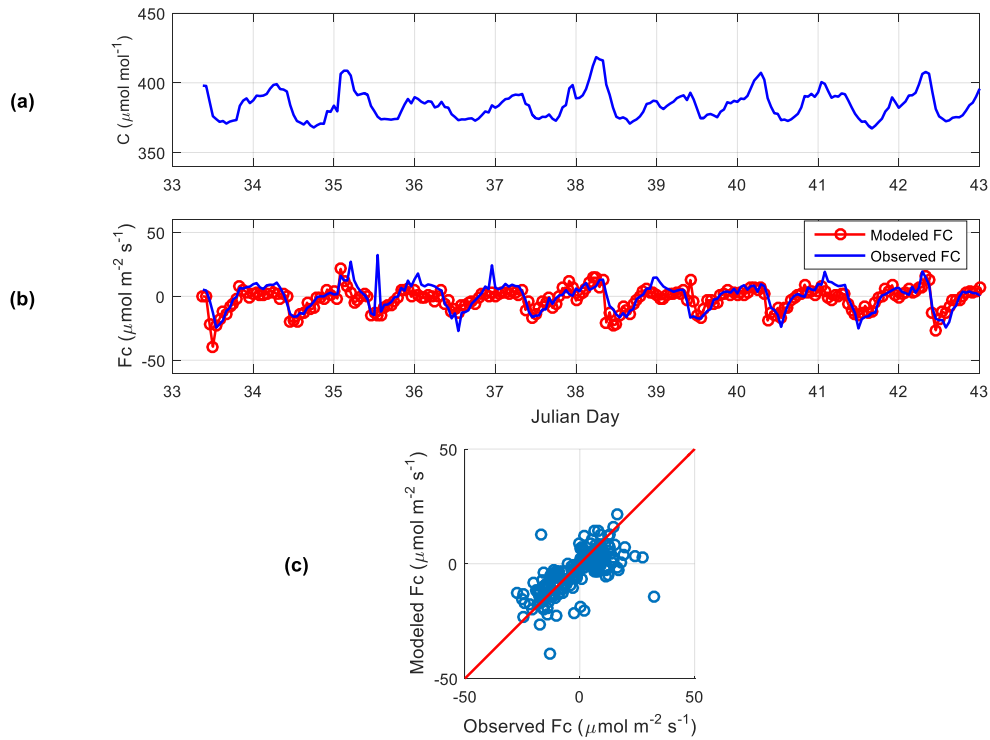 (a)
C (μmol mol⁻¹)
450
400
350
33 34 35 36 37 38 39 40 41 42 43
(b)
Fc (μmol m⁻² s⁻¹)
50
0
-50
Modeled FC
Observed FC
33 34 35 36 37 38 39 40 41 42 43
Julian Day
(c)
Modeled Fc (μmol m⁻² s⁻¹)
50
0
-50
-50 0 50
Observed Fc (μmol m⁻² s⁻¹)